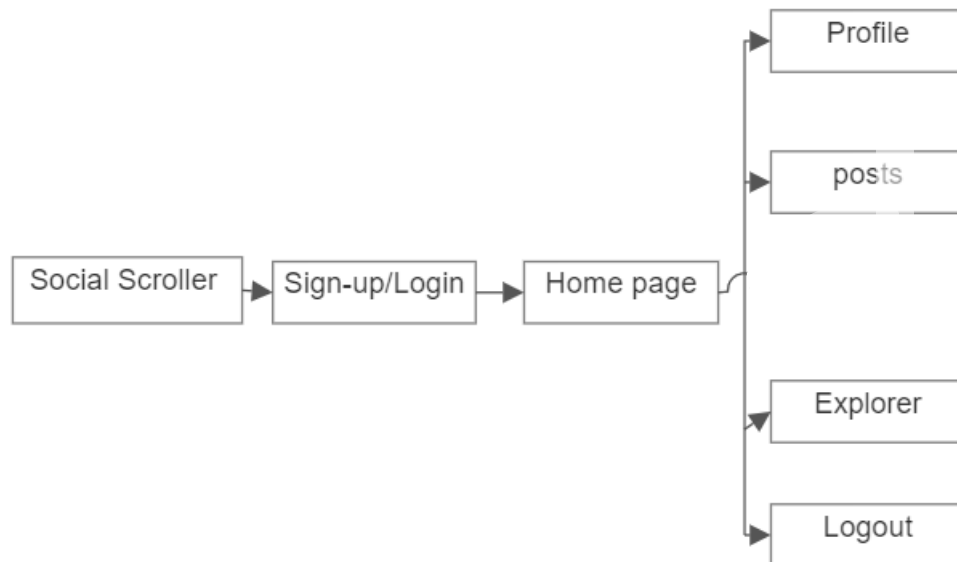 Profile
posts
Social Scroller
Sign-up/Login
Home page
Explorer
Logout